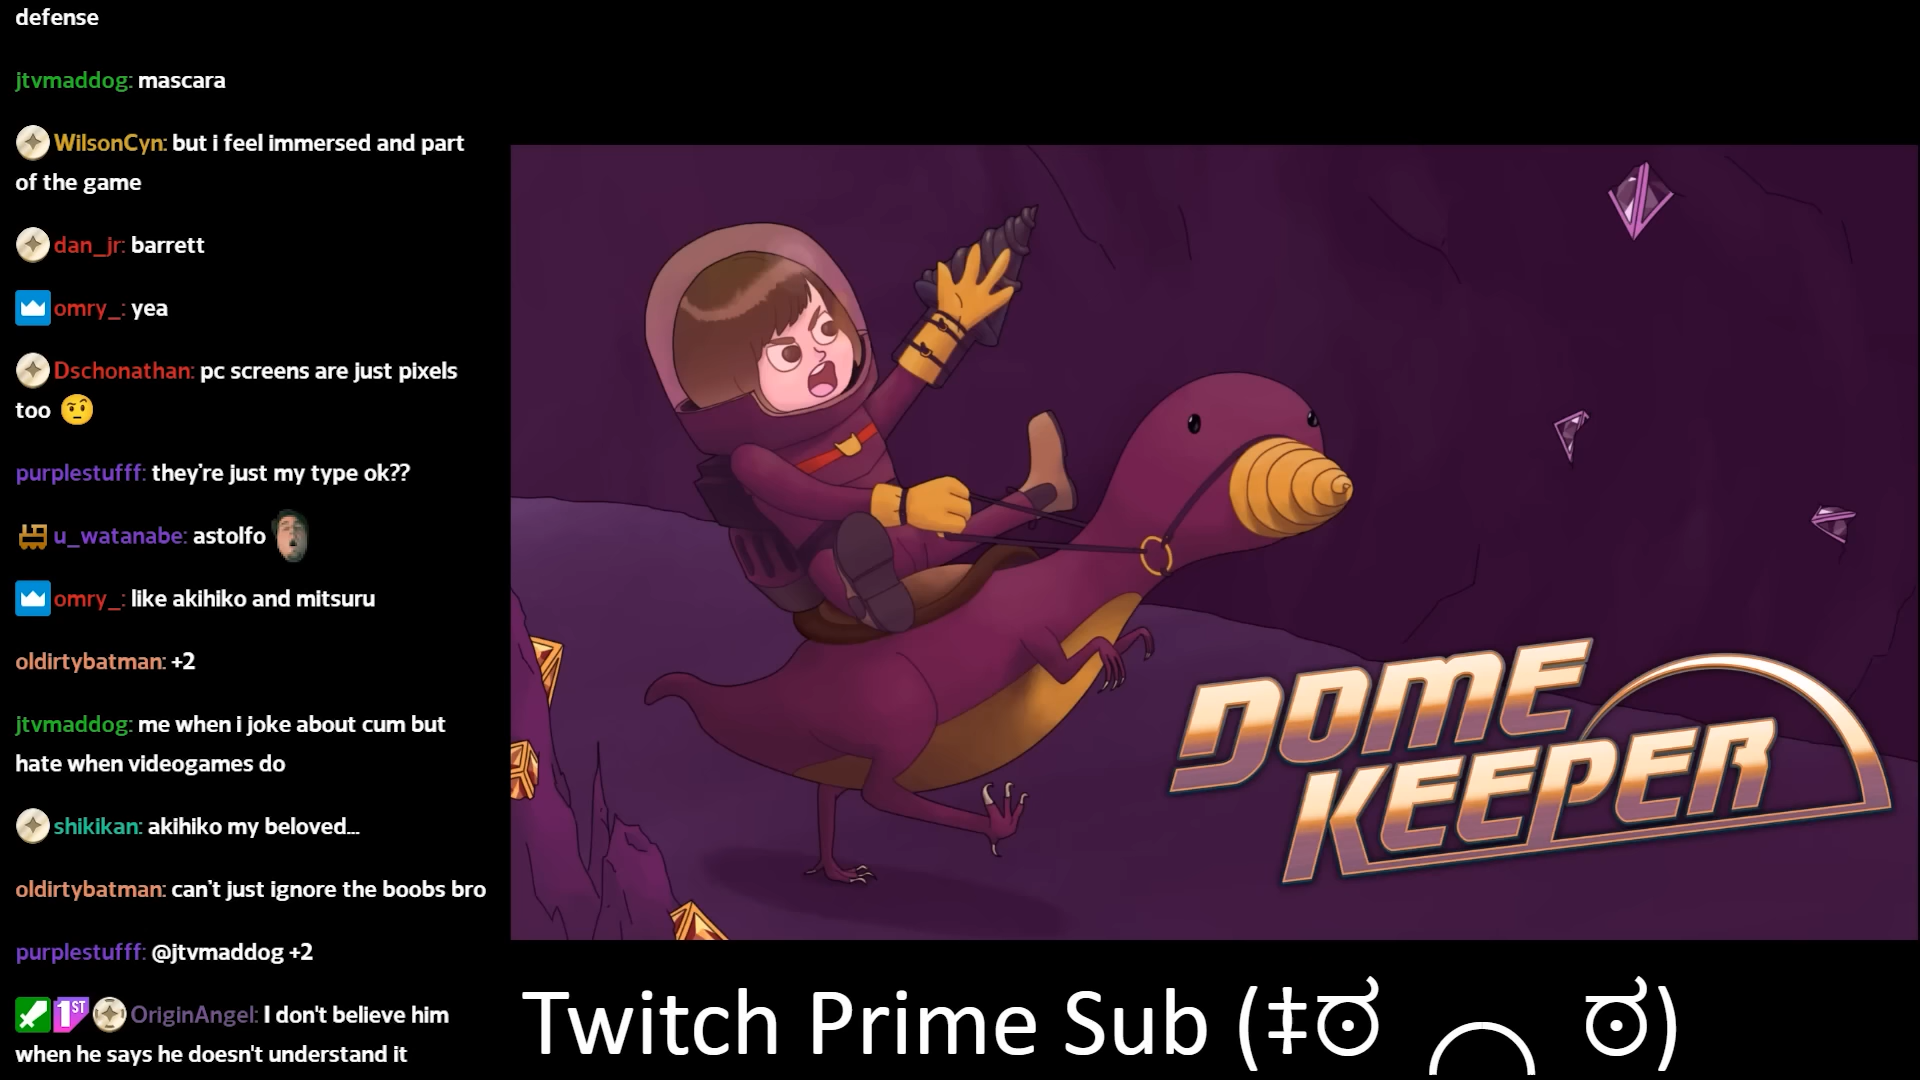 defense
jtvmaddog: mascara
WilsonCyn: but i feel immersed and part
of the game
dan_jr: barrett
omry_: yea
Dschonathan: pc screens are just pixels
too 🤨
purplestufff: they're just my type ok??
u_watanabe: astolfo
omry_: like akihiko and mitsuru
oldirtybatman: +2
jtvmaddog: me when i joke about cum but
hate when videogames do
shikikan: akihiko my beloved...
oldirtybatman: can't just ignore the boobs bro
purplestufff: @jtvmaddog +2
1ST OriginAngel: I don't believe him
when he says he doesn't understand it
DOME
KEEPER
Twitch Prime Sub (‡ಠ ︵ ಠ)